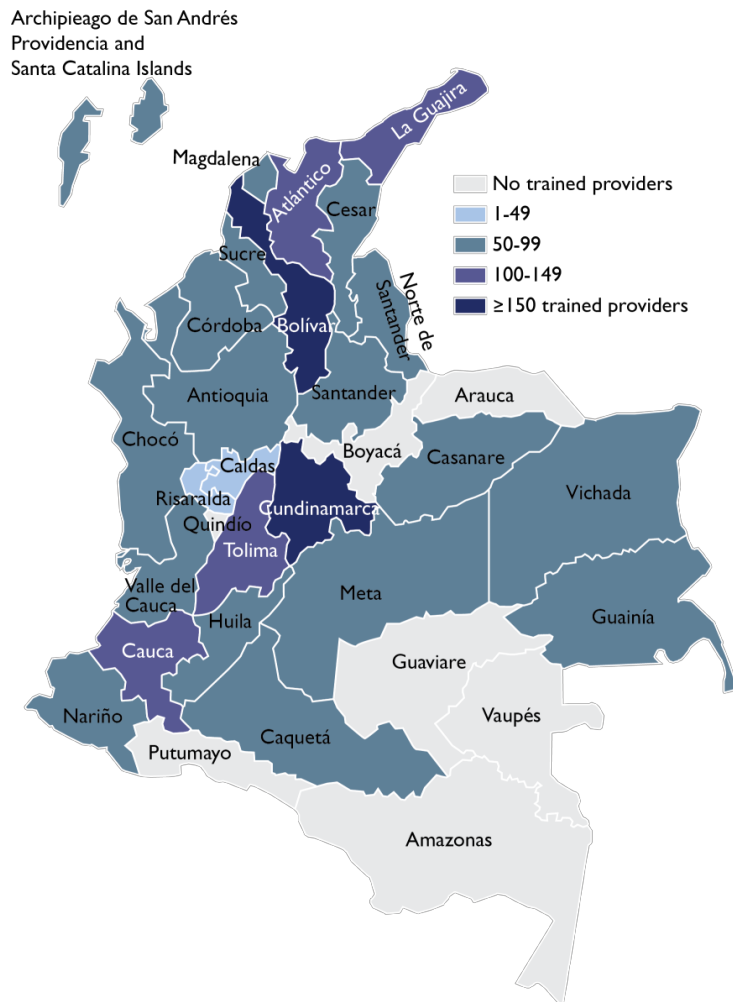 Archipieago de San Andrés
Providencia and
Santa Catalina Islands
La Guajira
Magdalena
Atlántico
Cesar
No trained providers
1-49
50-99
100-149
≥150 trained providers
Sucre
Norte de
Santander
Córdoba
Bolívar
Antioquia
Santander
Arauca
Chocó
Boyacá
Casanare
Caldas
Risaralda
Vichada
Cundinamarca
Quindío
Tolima
Valle del
Cauca
Meta
Huila
Guainía
Cauca
Guaviare
Nariño
Vaupés
Caquetá
Putumayo
Amazonas